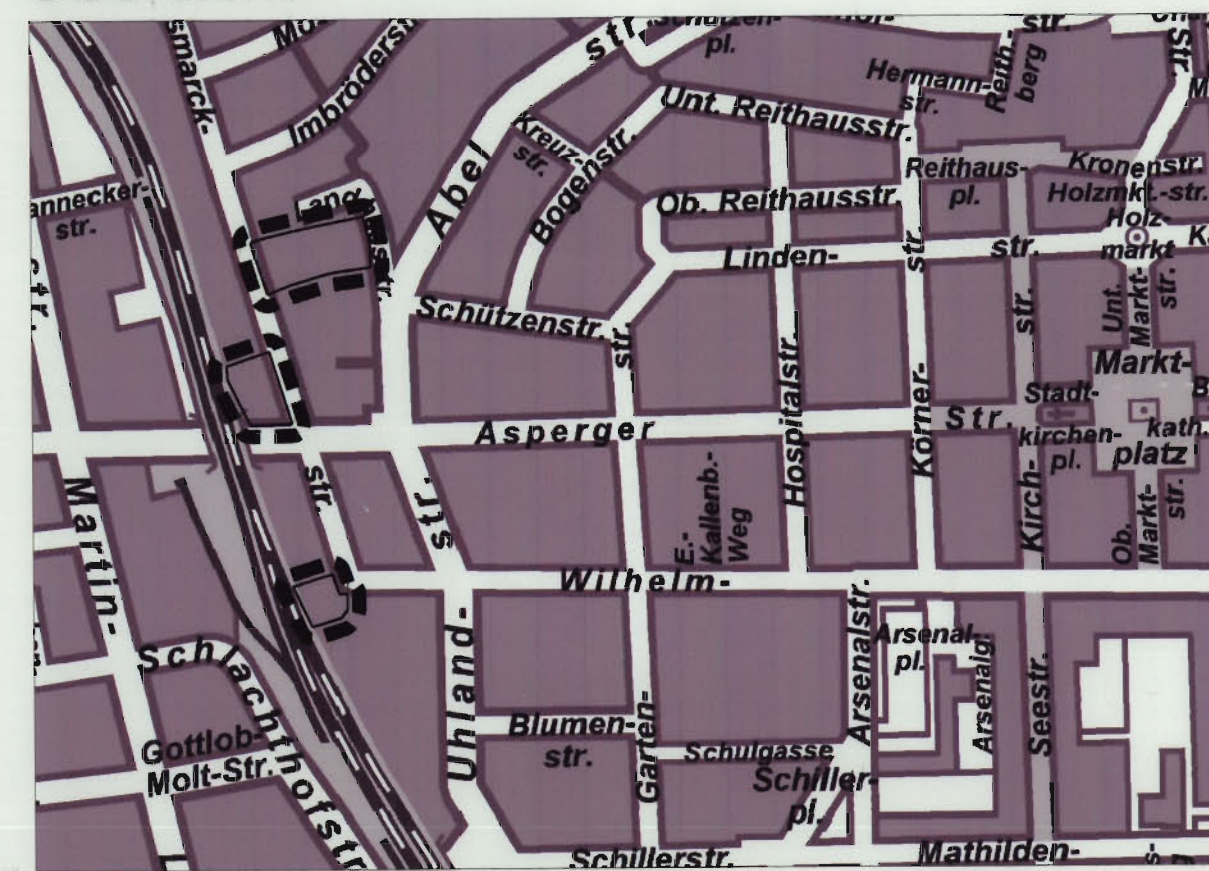 str.
pl.
str.
Reith-
berg
Hermann-
str.
Str.
smarck-
Imbröderstr
Unt. Reithausstr.
Kreuz-
str.
Abel
Bogenstr.
Reithaus-
pl.
Kronenstr.
Holzmkt.-str.
Holz-
markt
annecker-
str.
Ob. Reithausstr.
Linden-
str.
str.
Schützenstr.
str.
Hospitalstr.
Körner-
str.
Unt.
Markt-
str.
Markt-
Stadt-
kirchen-
pl.
kath.
platz
Asperger
Str.
str.
str.
str.
Martin-
E.-
Kallenb.-
Weg
Kirch-
Ob.
Markt-
str.
Wilhelm-
Arsenalstr.
Arsenal-
pl.
Arsenalg.
Seestr.
Uhland-
Schlachthofstr
Gottlob-
Molt-Str.
Blumen-
str.
Garten-
Schulgasse
Schiller-
pl.
Schillerstr.
Mathilden-